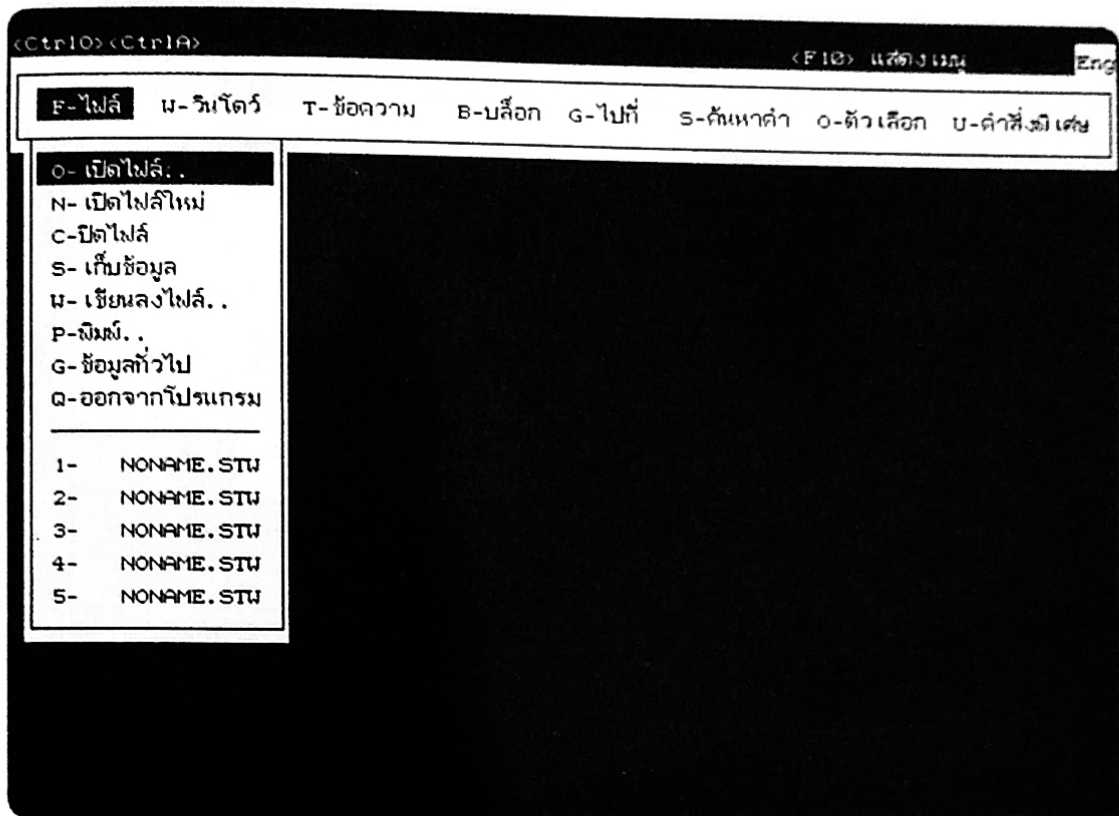 <CtrlO><CtrlA> <F10> แสดงเมนู Eng
F-ไฟล์ W-วินโดว์ T-ข้อความ B-บล็อก G-ไปที่ S-ค้นหาคำ O-ตัวเลือก U-คำสั่งพิเศษ
O- เปิดไฟล์..
N- เปิดไฟล์ใหม่
C-ปิดไฟล์
S- เก็บข้อมูล
W- เขียนลงไฟล์..
P-พิมพ์..
G-ข้อมูลทั่วไป
Q-ออกจากโปรแกรม
1- NONAME.STW
2- NONAME.STW
3- NONAME.STW
4- NONAME.STW
5- NONAME.STW